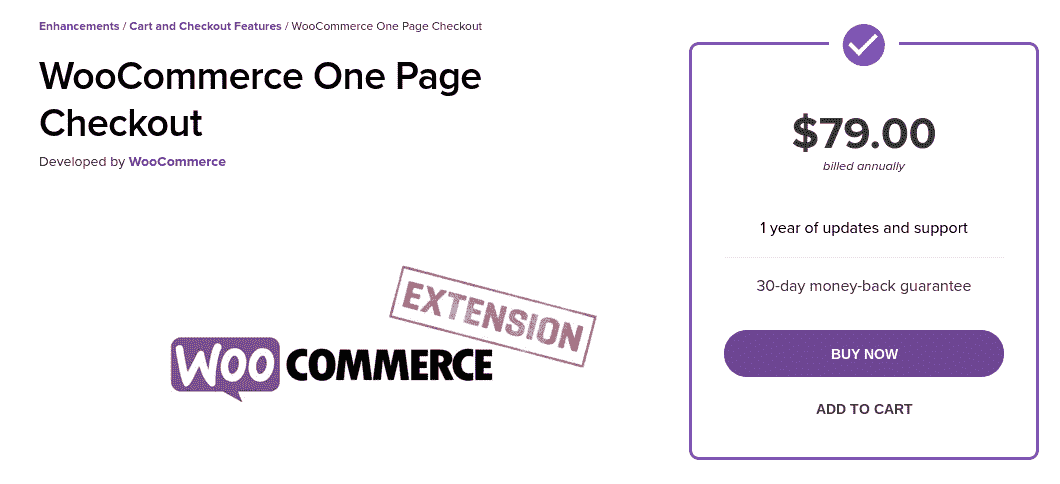 Enhancements / Cart and Checkout Features / WooCommerce One Page Checkout
WooCommerce One Page
Checkout
Developed by WooCommerce
EXTENSION
WOO COMMERCE
$79.00
billed annually
1 year of updates and support
30-day money-back guarantee
BUY NOW
ADD TO CART